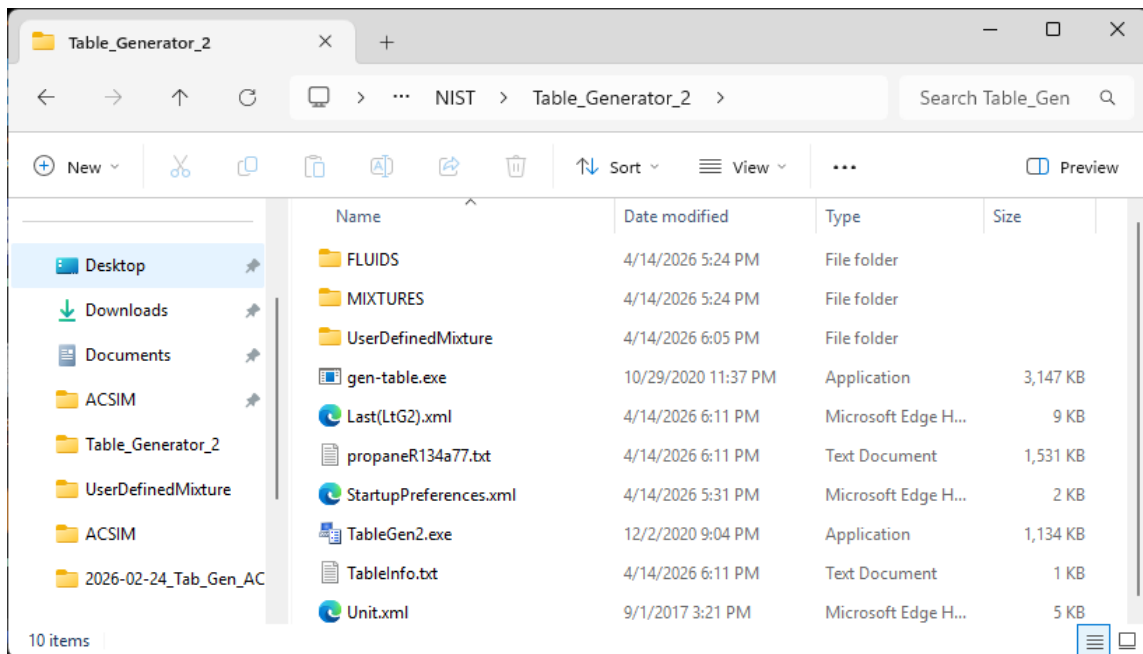 Table_Generator_2
NIST > Table_Generator_2 >
Search Table_Gen
New
Sort
View
Preview
Name Date modified Type Size
Desktop
Downloads
Documents
ACSIM
Table_Generator_2
UserDefinedMixture
ACSIM
2026-02-24_Tab_Gen_AC
FLUIDS 4/14/2026 5:24 PM File folder
MIXTURES 4/14/2026 5:24 PM File folder
UserDefinedMixture 4/14/2026 6:05 PM File folder
gen-table.exe 10/29/2020 11:37 PM Application 3,147 KB
Last(LtG2).xml 4/14/2026 6:11 PM Microsoft Edge H... 9 KB
propaneR134a77.txt 4/14/2026 6:11 PM Text Document 1,531 KB
StartupPreferences.xml 4/14/2026 5:31 PM Microsoft Edge H... 2 KB
TableGen2.exe 12/2/2020 9:04 PM Application 1,134 KB
TableInfo.txt 4/14/2026 6:11 PM Text Document 1 KB
Unit.xml 9/1/2017 3:21 PM Microsoft Edge H... 5 KB
10 items